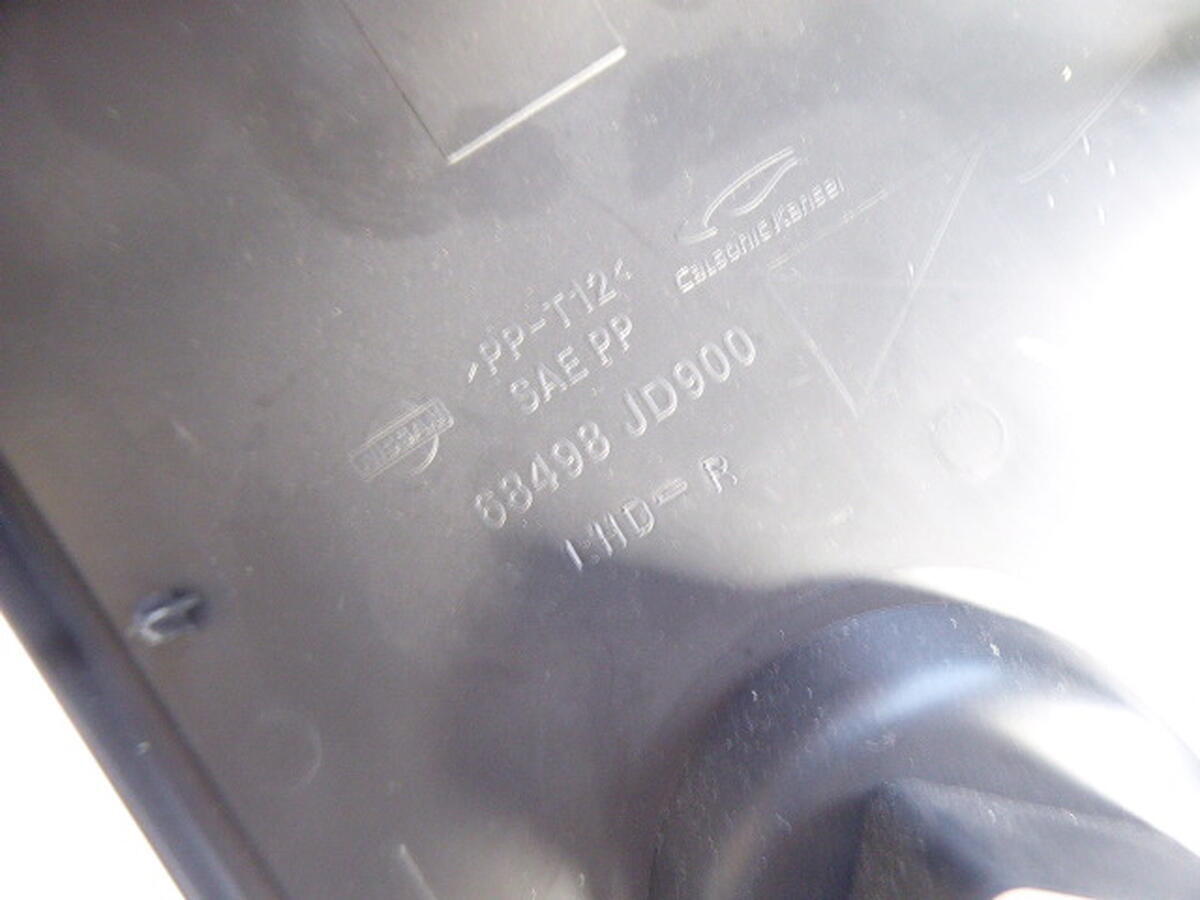 CalsonicKansei
>PP-T12<
SAE PP
NISSAN
68498 JD900
LHD-R